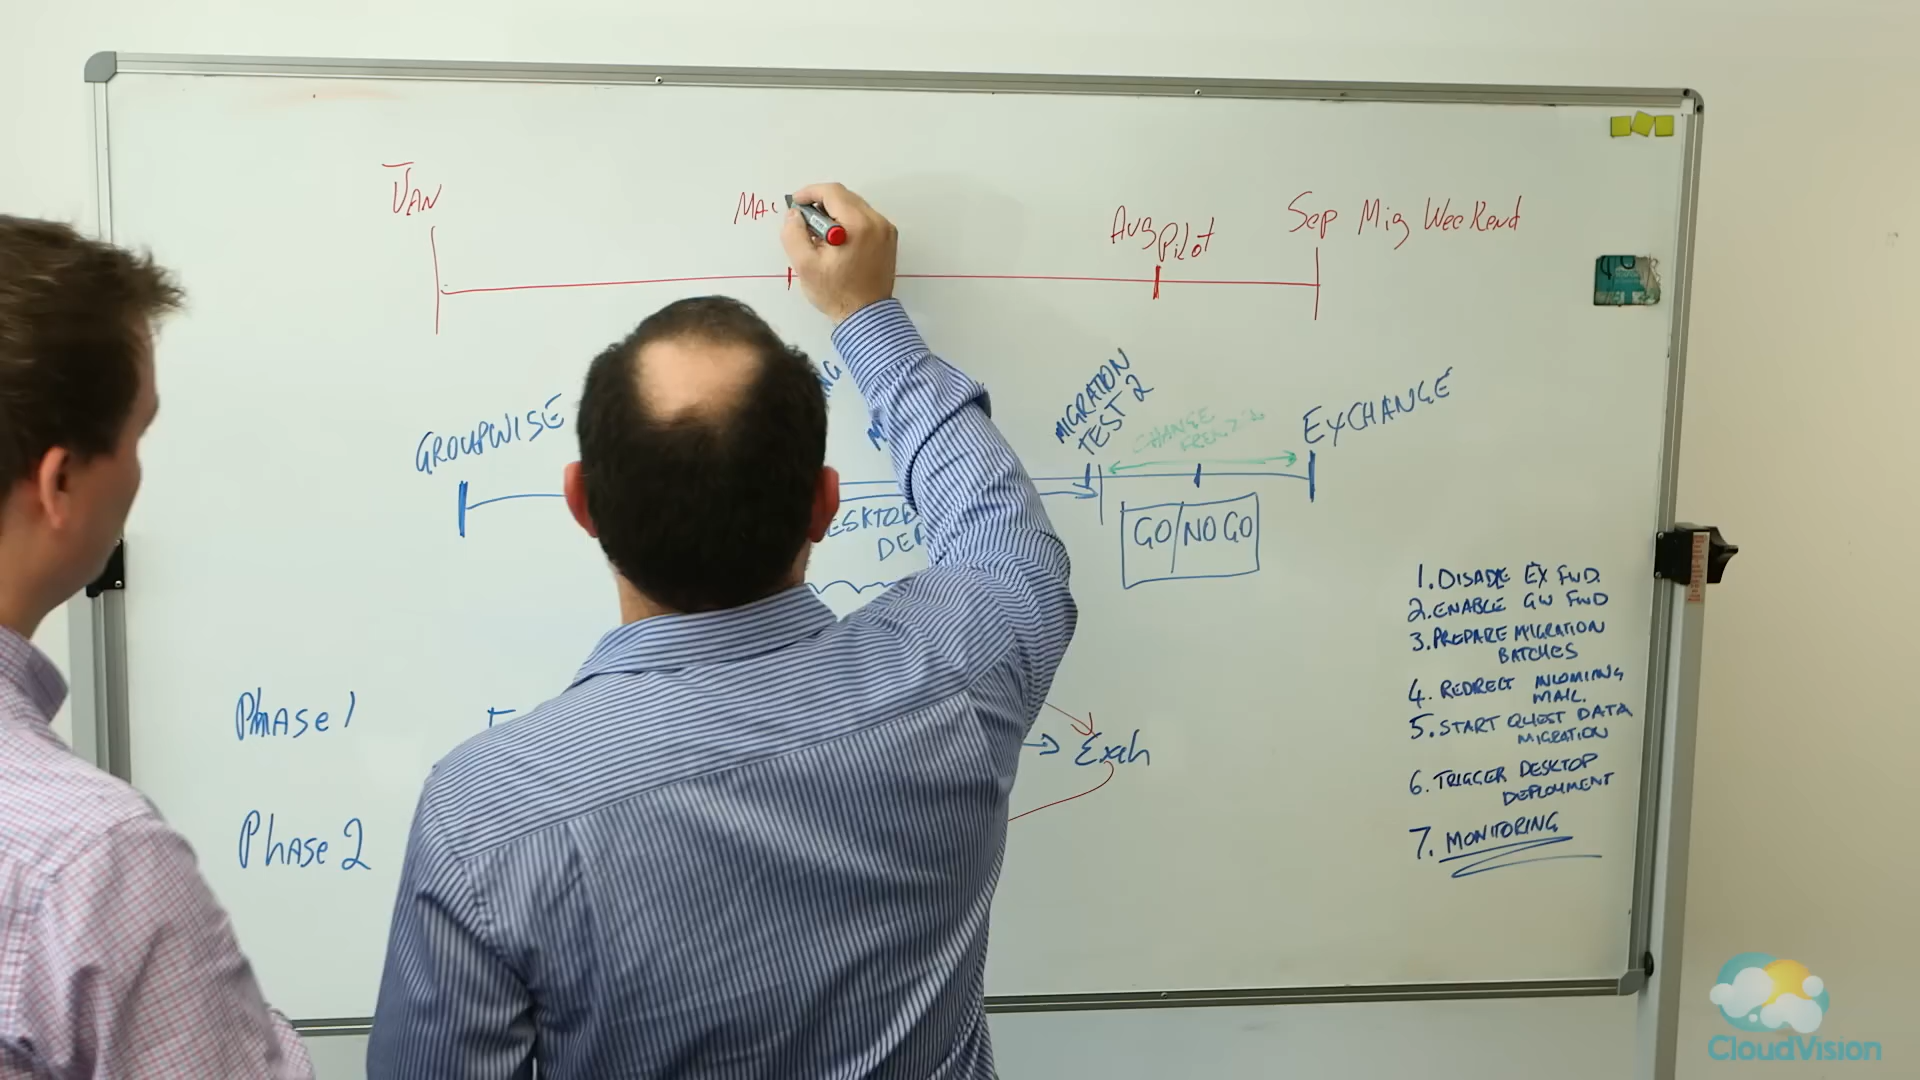 JAN
Aug Pilot
Sep Mig Weekend
GROUPWISE
MIGRATION
TEST 2
CHANGE
EXCHANGE
GO/NO GO
Phase 1
Exch
Phase 2
1. DISABLE EX FWD.
2. ENABLE GW FWD
3. PREPARE MIGRATION
BATCHES
4. REDIRECT INCOMING
MAIL.
5. START QUEST DATA
MIGRATION
6. TRIGGER DESKTOP
DEPLOYMENT
7. MONITORING
CloudVision